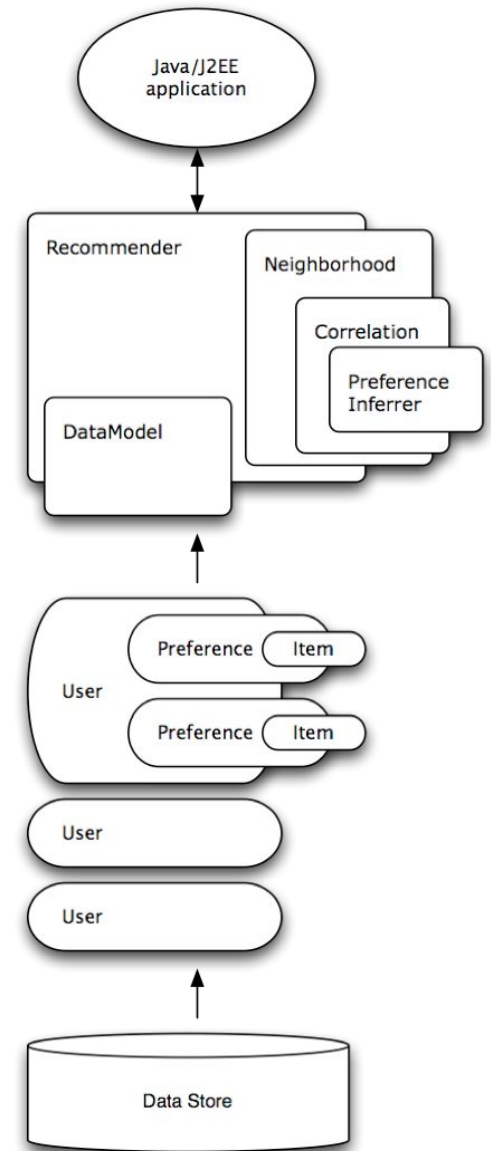 Java/J2EE
application
Recommender
Neighborhood
Correlation
Preference
Inferrer
DataModel
Preference
Item
User
Preference
Item
User
User
Data Store